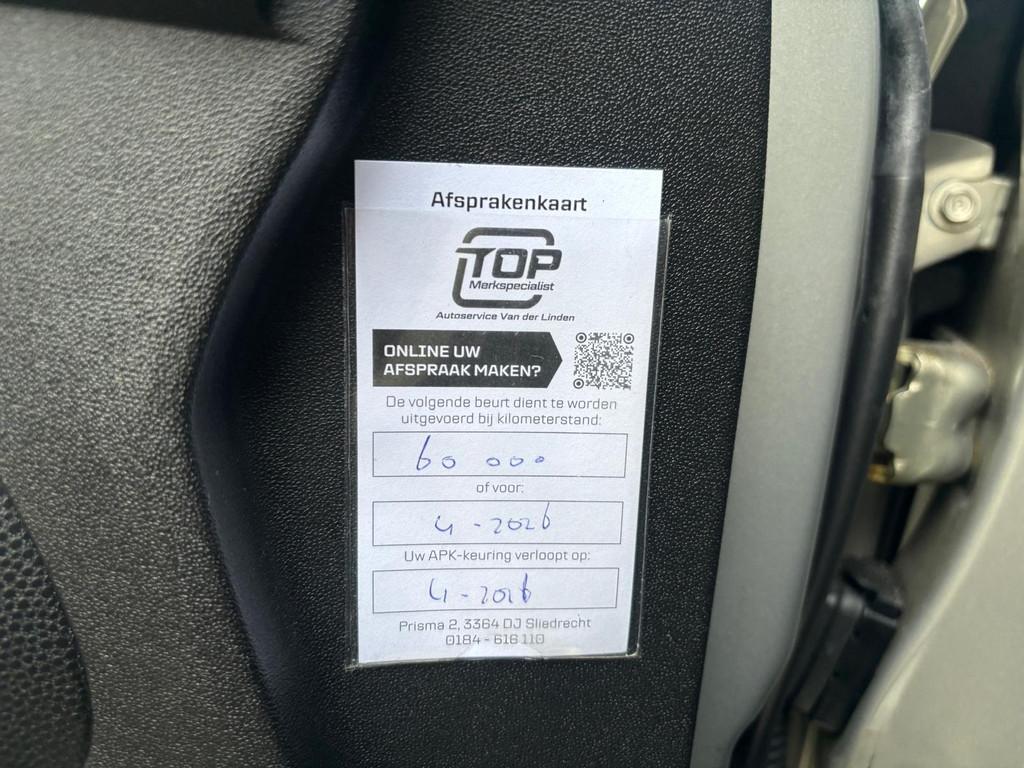 Afsprakenkaart
TOP
Merkspecialist
Autoservice Van der Linden
ONLINE UW
AFSPRAAK MAKEN?
De volgende beurt dient te worden
uitgevoerd bij kilometerstand:
60 000
of voor:
4 - 2026
Uw APK-keuring verloopt op:
4 - 2026
Prisma 2, 3364 DJ Sliedrecht
0184 - 616 110